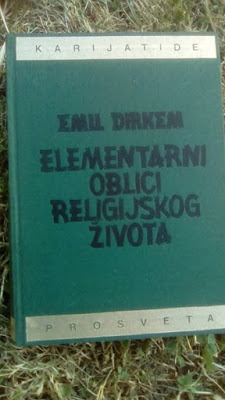 KARIJATIDE
EMIL DIRKEM
ELEMENTARNI
OBLICI
RELIGIJSKOG
ŽIVOTA
PROSVETA